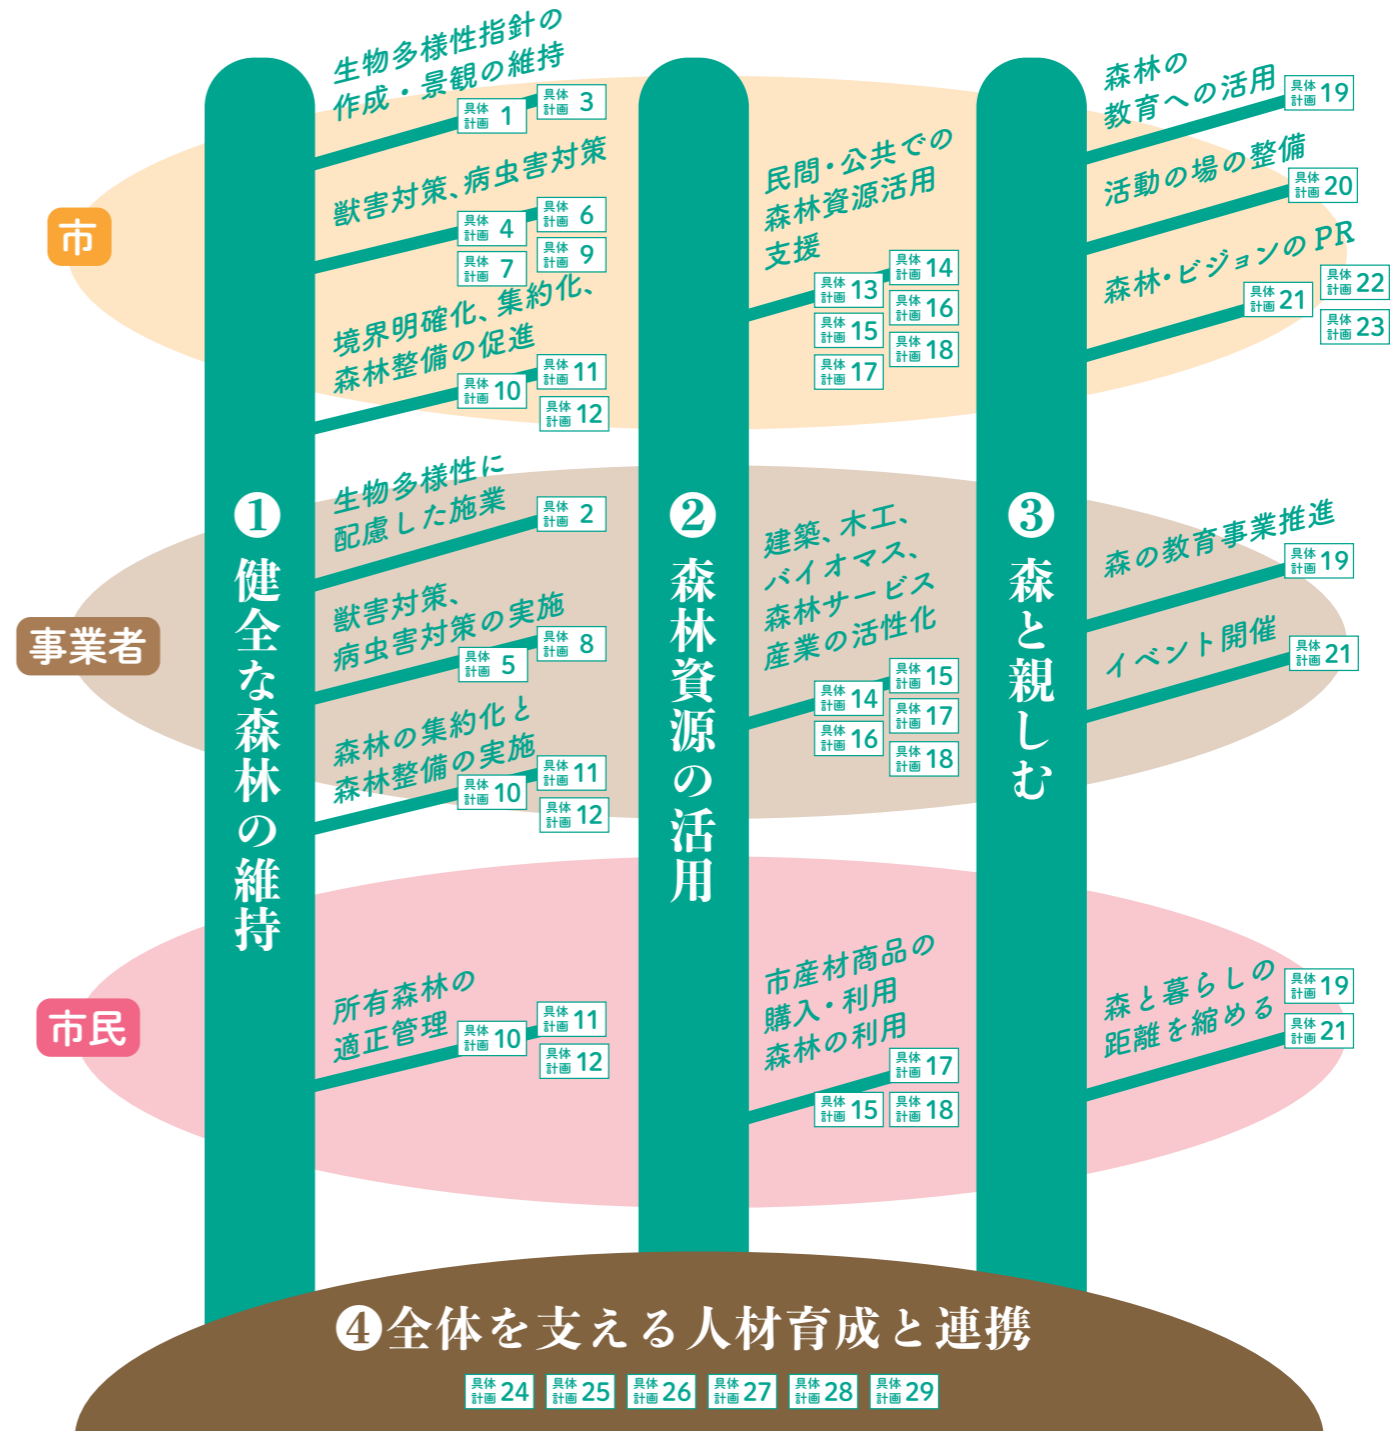 市
❶健全な森林の維持
生物多様性指針の
作成・景観の維持
具体計画 1
具体計画 3
獣害対策、病虫害対策
具体計画 4
具体計画 6
具体計画 7
具体計画 9
境界明確化、集約化、
森林整備の促進
具体計画 10
具体計画 11
具体計画 12
❷森林資源の活用
民間・公共での
森林資源活用
支援
具体計画 13
具体計画 14
具体計画 15
具体計画 16
具体計画 17
具体計画 18
❸森と親しむ
森林の
教育への活用
具体計画 19
活動の場の整備
具体計画 20
森林・ビジョンのPR
具体計画 21
具体計画 22
具体計画 23
事業者
生物多様性に
配慮した施業
具体計画 2
獣害対策、
病虫害対策の実施
具体計画 5
具体計画 8
森林の集約化と
森林整備の実施
具体計画 10
具体計画 11
具体計画 12
建築、木工、
バイオマス、
森林サービス
産業の活性化
具体計画 14
具体計画 15
具体計画 16
具体計画 17
具体計画 18
森の教育事業推進
具体計画 19
イベント開催
具体計画 21
市民
所有森林の
適正管理
具体計画 10
具体計画 11
具体計画 12
市産材商品の
購入・利用
森林の利用
具体計画 17
具体計画 15
具体計画 18
森と暮らしの
距離を縮める
具体計画 19
具体計画 21
❹全体を支える人材育成と連携
具体計画 24
具体計画 25
具体計画 26
具体計画 27
具体計画 28
具体計画 29